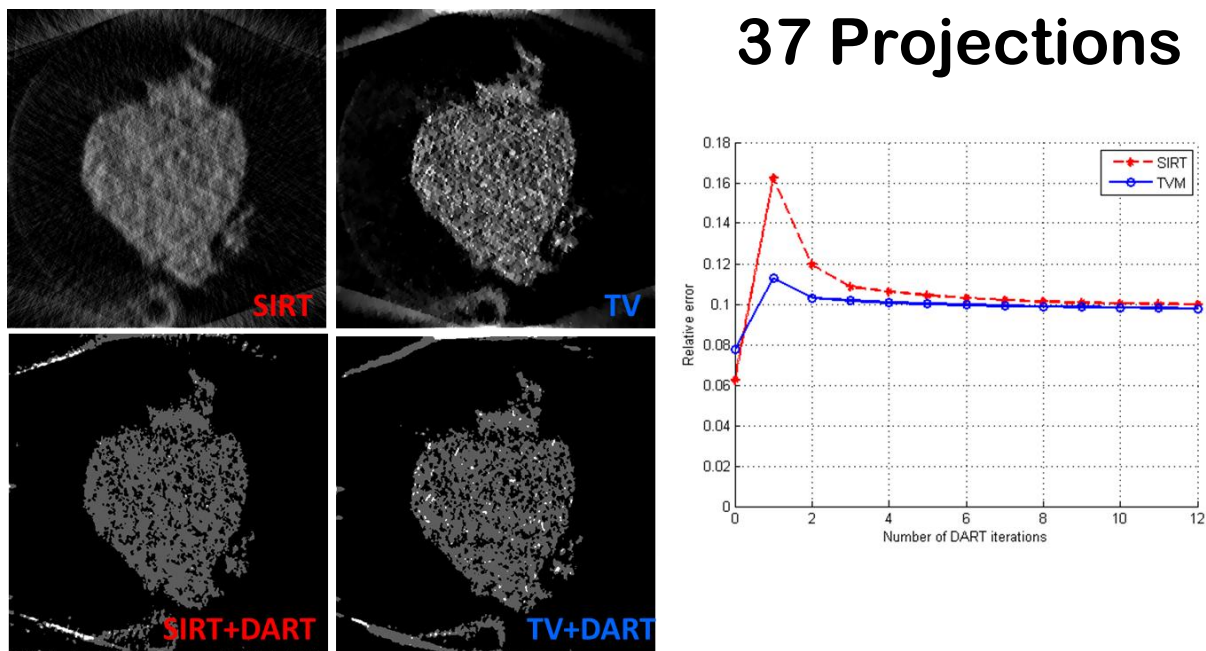 37 Projections
SIRT
TV
SIRT+DART
TV+DART
0.18
0.16
0.14
0.12
0.1
0.08
0.06
0.04
0.02
0
Relative error
0
2
4
6
8
10
12
Number of DART iterations
SIRT
TVM